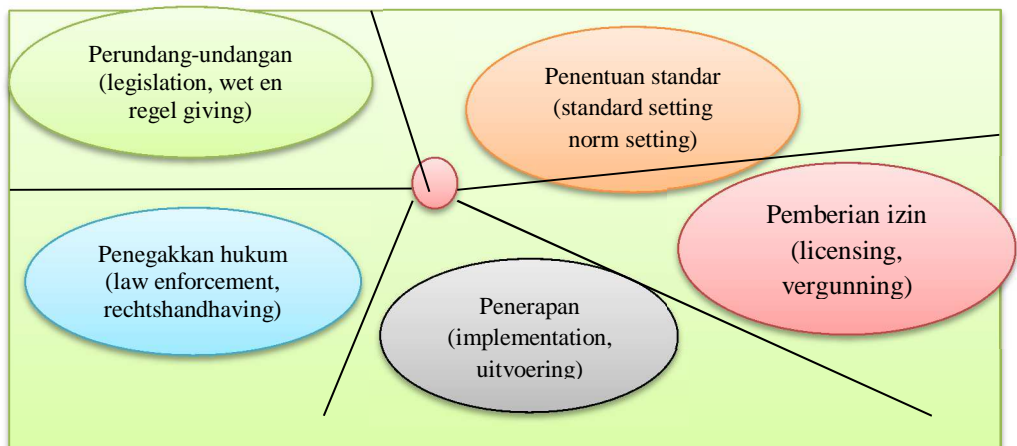 Perundang-undangan
(legislation, wet en
regel giving)
Penentuan standar
(standard setting
norm setting)
Pemberian izin
(licensing,
vergunning)
Penerapan
(implementation,
uitvoering)
Penegakkan hukum
(law enforcement,
rechtshandhaving)